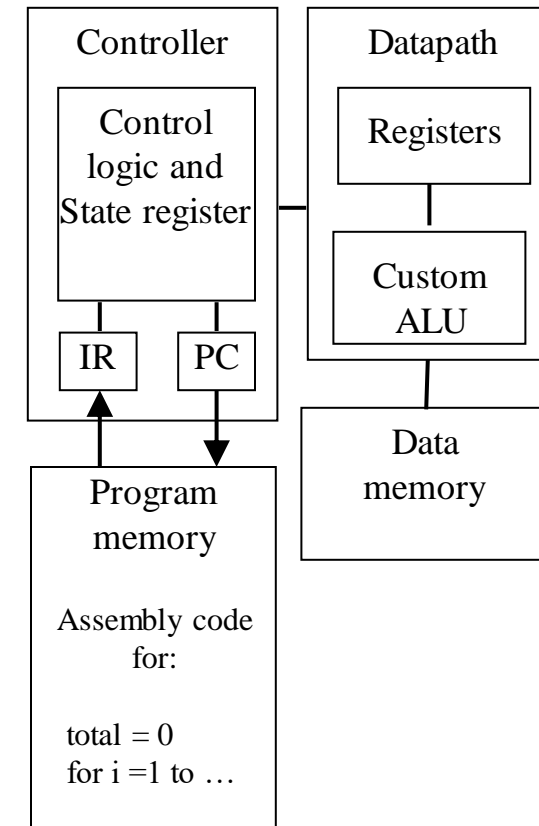 Controller
Control
logic and
State register
IR
PC
Datapath
Registers
Custom
ALU
Data
memory
Program
memory
Assembly code
for:
total = 0
for i =1 to …